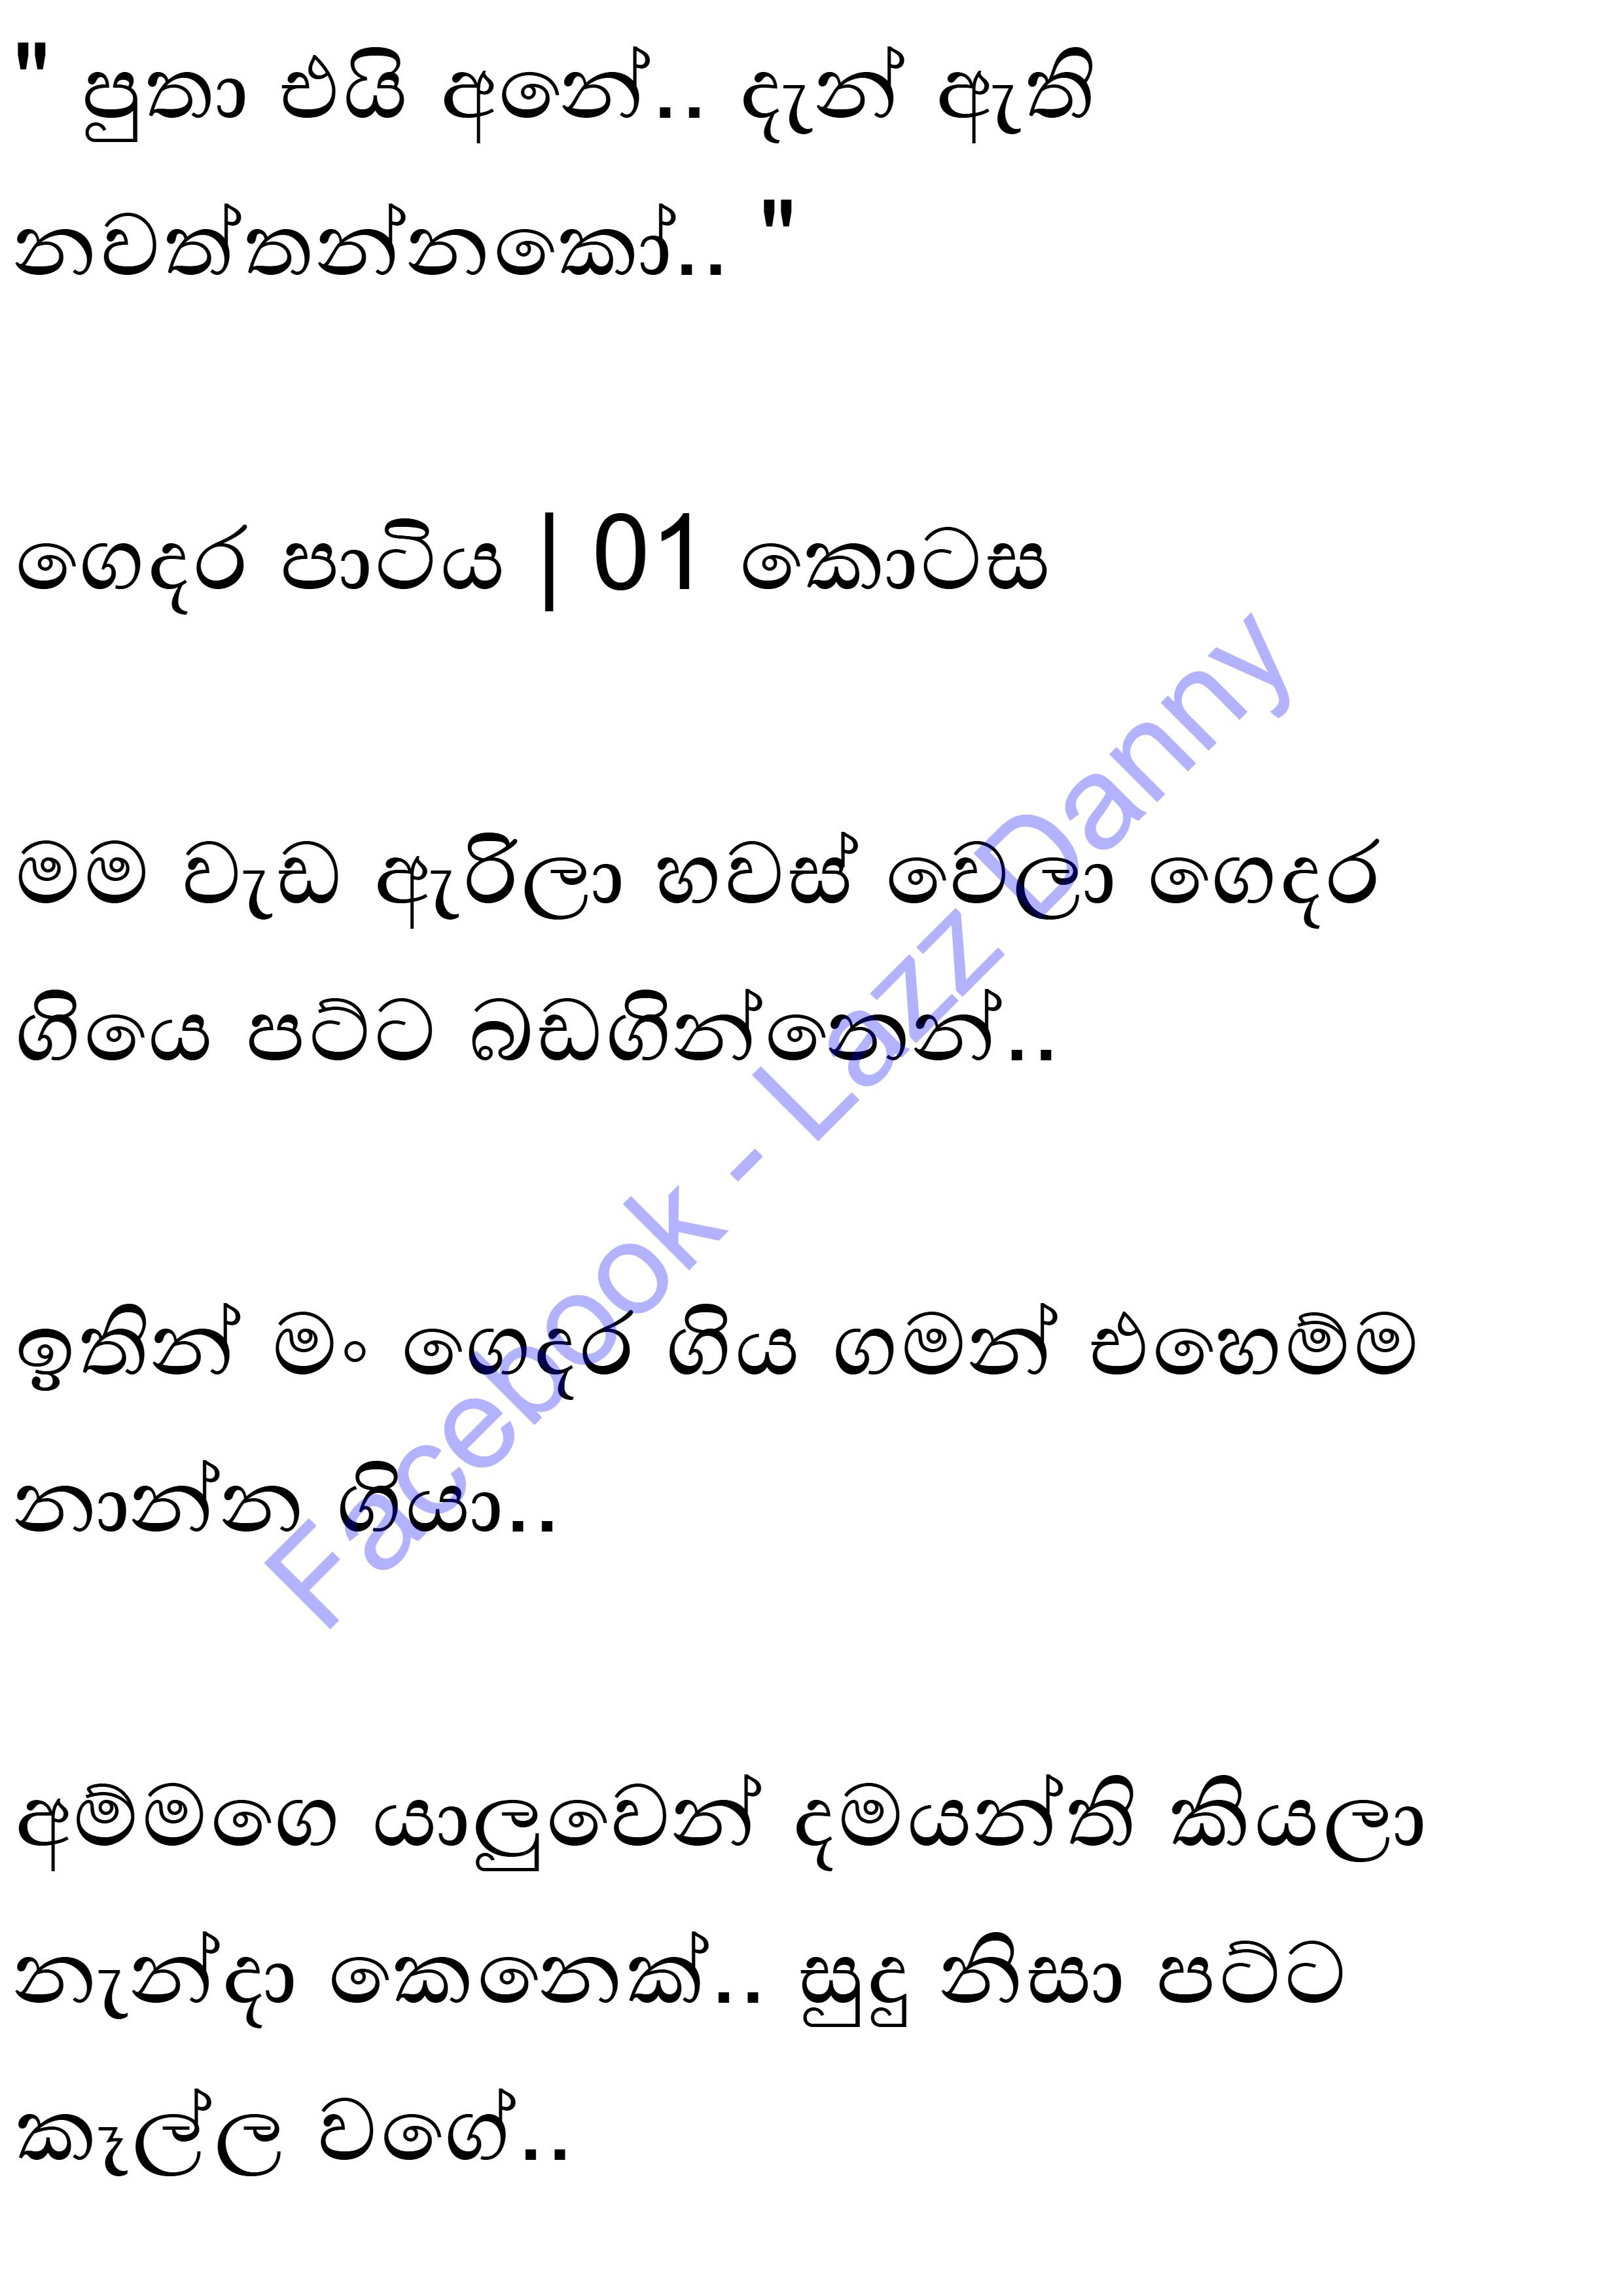 " පුතා එයි අනේ.. දැන් ඇති
නවත්තන්නකෝ.. "
ගෙදර පාටිය | 01 කොටස
මම වැඩ ඇරිලා හවස් වෙලා ගෙදර
ගියෙ පට්ට බඩගින්නෙන්..
ඉතින් මං ගෙදර ගිය ගමන් එහෙම්ම
නාන්න ගියා..
අම්මගෙ යාලුවෙන් දමයන්ති කියලා
නැන්දා කෙනෙක්.. සුදු නිසා පට්ට
කෑල්ල වගේ..
Facebook - Lazz Danny